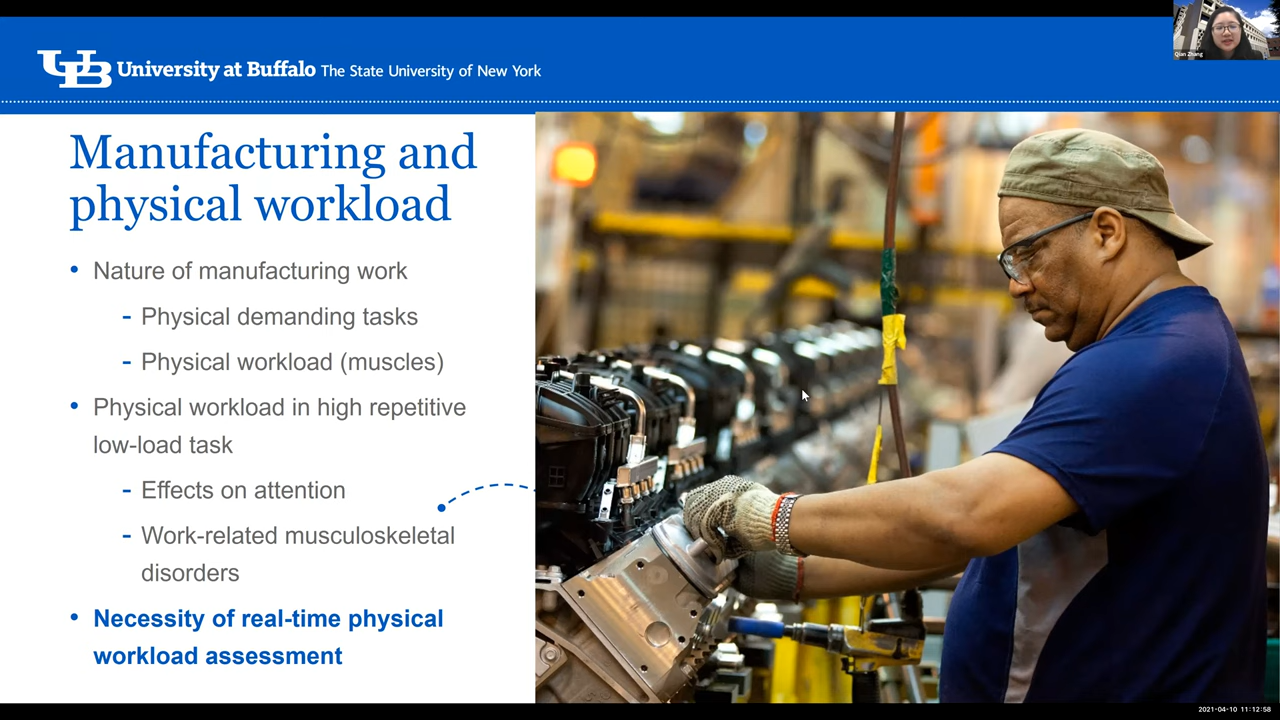 University at Buffalo The State University of New York
Qian Zhang
Manufacturing and
physical workload
• Nature of manufacturing work
- Physical demanding tasks
- Physical workload (muscles)
• Physical workload in high repetitive
low-load task
- Effects on attention
- Work-related musculoskeletal
disorders
• Necessity of real-time physical
workload assessment
2021-04-10 11:12:58